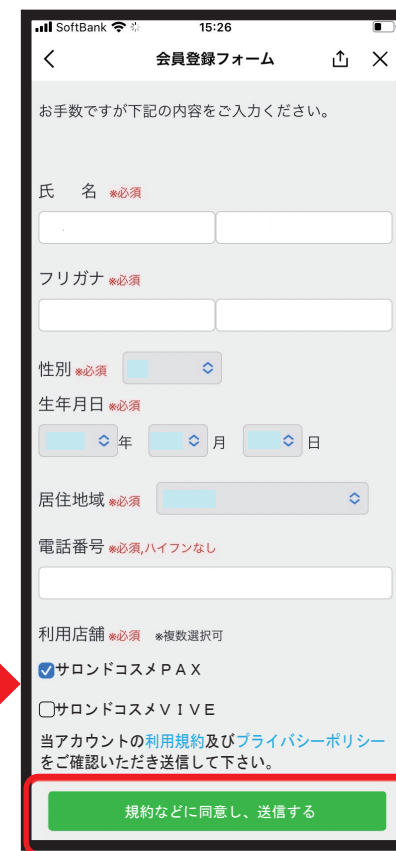 SoftBank 15:26
会員登録フォーム
お手数ですが下記の内容をご入力ください。
氏　名 ※必須
フリガナ ※必須
性別 ※必須
生年月日 ※必須
年 月 日
居住地域 ※必須
電話番号 ※必須,ハイフンなし
利用店舗 ※必須 ※複数選択可
サロンドコスメＰＡＸ
サロンドコスメＶＩＶＥ
当アカウントの利用規約及びプライバシーポリシー
をご確認いただき送信して下さい。
規約などに同意し、送信する